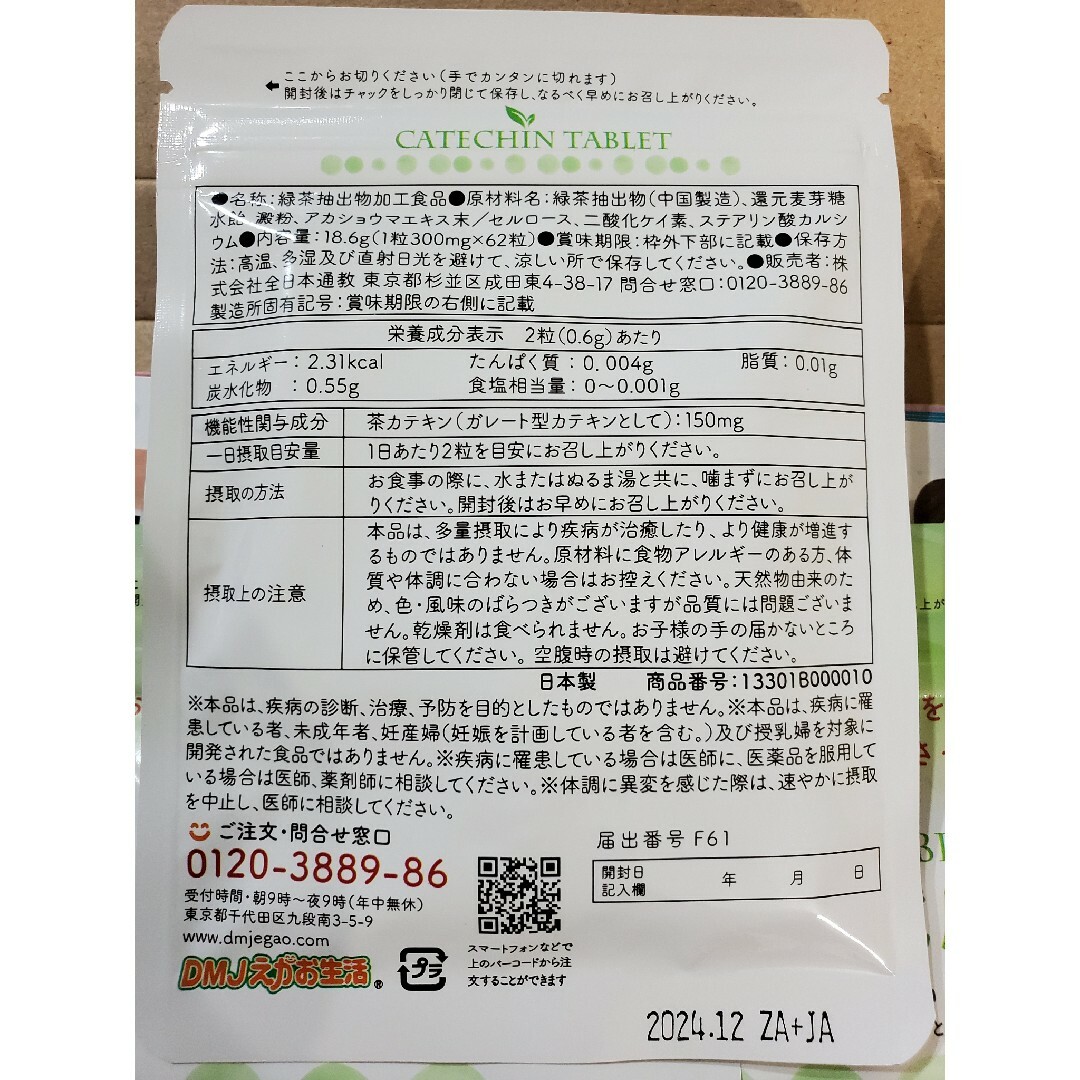 ここからお切りください(手でカンタンに切れます)
開封後はチャックをしっかり閉じて保存し、なるべく早めにお召し上がりください。
CATECHIN TABLET
●名称:緑茶抽出物加工食品●原材料名:緑茶抽出物(中国製造)、還元麦芽糖
水飴、澱粉、アカショウマエキス末/セルロース、二酸化ケイ素、ステアリン酸カルシ
ウム●内容量:18.6g(1粒300mg×62粒)●賞味期限:枠外下部に記載●保存方
法:高温、多湿及び直射日光を避けて、涼しい所で保存してください。●販売者:株
式会社全日本通教 東京都杉並区成田東4-38-17 問合せ窓口:0120-3889-86
製造所固有記号:賞味期限の右側に記載
栄養成分表示 2粒(0.6g)あたり
エネルギー:2.31kcal たんぱく質:0.004g 脂質:0.01g
炭水化物 :0.55g 食塩相当量:0～0.001g
機能性関与成分 茶カテキン(ガレート型カテキンとして):150mg
一日摂取目安量 1日あたり2粒を目安にお召し上がりください。
摂取の方法 お食事の際に、水またはぬるま湯と共に、噛まずにお召し上が
りください。開封後はお早めにお召し上がりください。
摂取上の注意 本品は、多量摂取により疾病が治癒したり、より健康が増進す
るものではありません。原材料に食物アレルギーのある方、体
質や体調に合わない場合はお控えください。天然物由来のた
め、色・風味のばらつきがございますが品質には問題ございま
せん。乾燥剤は食べられません。お子様の手の届かないところ
に保管してください。空腹時の摂取は避けてください。
日本製 商品番号:13301B000010
※本品は、疾病の診断、治療、予防を目的としたものではありません。※本品は、疾病に罹
患している者、未成年者、妊産婦(妊娠を計画している者を含む。)及び授乳婦を対象に
開発された食品ではありません。※疾病に罹患している場合は医師に、医薬品を服用して
いる場合は医師、薬剤師に相談してください。※体調に異変を感じた際は、速やかに摂取
を中止し、医師に相談してください。
ご注文・問合せ窓口
0120-3889-86
受付時間・朝9時～夜9時(年中無休)
東京都千代田区九段南3-5-9
www.dmjegao.com
DMJえがお生活®
プラ
スマートフォンなどで
上のバーコードから注
文することができます
届出番号 F61
開封日
記入欄 年 月 日
2024.12 ZA+JA